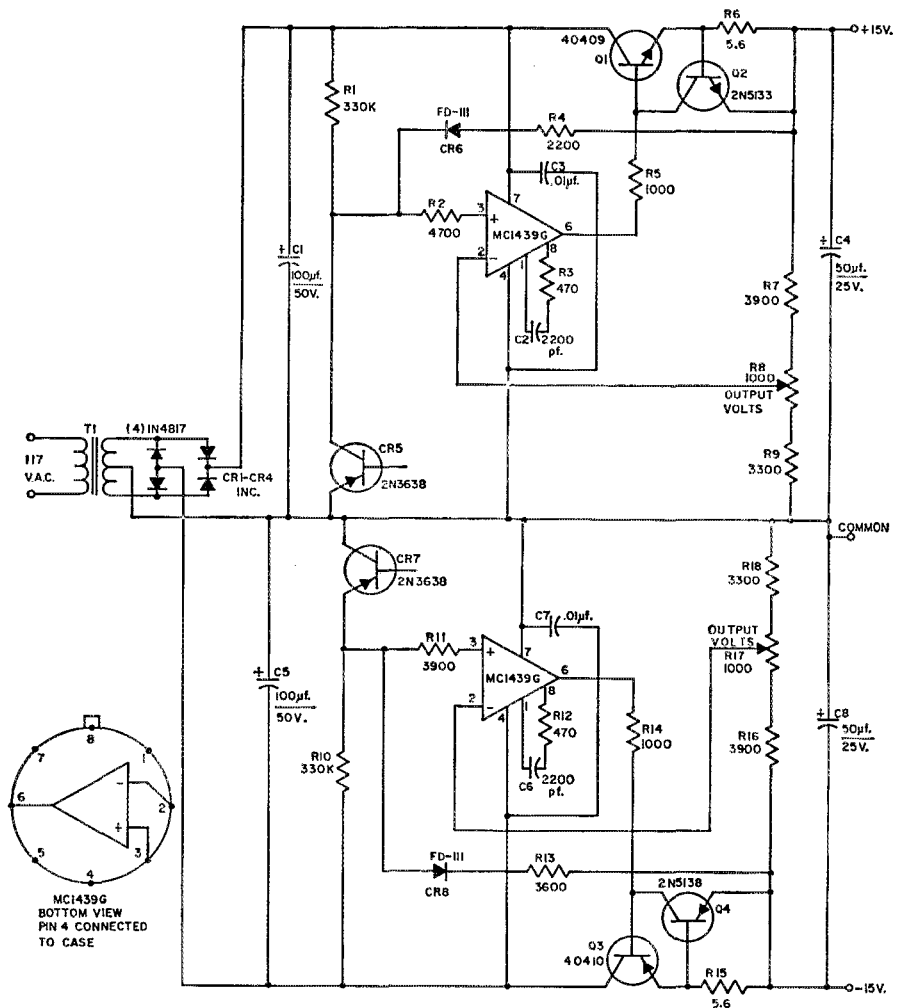 R6
5.6
+15V.
40409
Q1
Q2
2N5133
R1
330K
FD-111
CR6
R4
2200
C3
.01µf.
R5
1000
R2
4700
3
+
7
MC1439G
6
2
-
4
1
8
R3
470
C2
2200
pf.
+
C1
100µf.
50V.
+
C4
50µf.
25V.
R7
3900
R8
1000
OUTPUT
VOLTS
R9
3300
T1
(4)IN4817
117
V.A.C.
CR1-CR4
INC.
CR5
2N3638
COMMON
CR7
2N3638
R18
3300
OUTPUT
VOLTS
R17
1000
R16
3900
C7
.01µf.
R11
3900
3
+
7
MC1439G
6
2
-
4
1
8
R12
470
C6
2200
pf.
R14
1000
+
C5
100µf.
50V.
+
C8
50µf.
25V.
R10
330K
FD-111
CR8
R13
3600
2N5138
Q4
Q3
40410
R15
5.6
-15V.
8
7
1
6
-
2
+
5
3
4
MC1439G
BOTTOM VIEW
PIN 4 CONNECTED
TO CASE